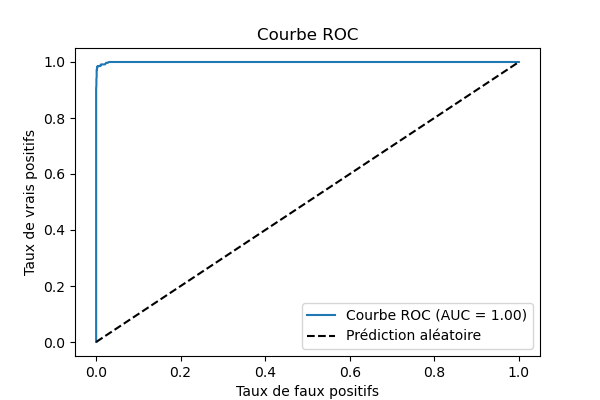 Courbe ROC
Taux de vrais positifs
1.0
0.8
0.6
0.4
0.2
0.0
Courbe ROC (AUC = 1.00)
Prédiction aléatoire
0.0 0.2 0.4 0.6 0.8 1.0
Taux de faux positifs